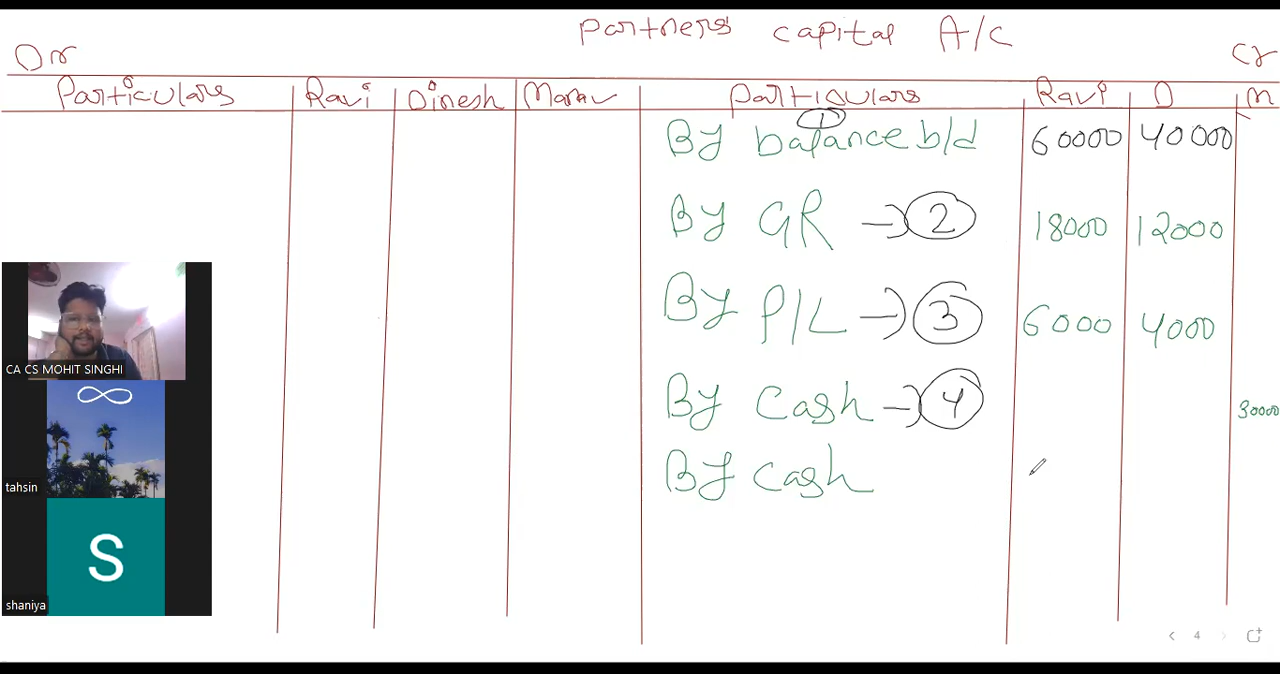 Partners capital A/C
Dr
Cr
Particulars Ravi Dinesh Manav Particulars Ravi D M
By balance b/d 60000 40000
1
By GR → 2 18000 12000
By P/L → 3 6000 4000
By Cash → 4 30000
By Cash
CA CS MOHIT SINGHI
tahsin
S
shaniya
4